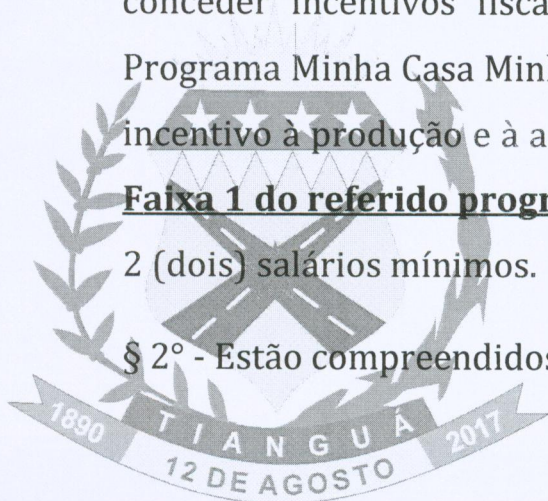 conceder incentivos fisca
Programa Minha Casa Minh
incentivo à produção e à a
Faixa 1 do referido progr
2 (dois) salários mínimos.
§ 2° - Estão compreendidos
1890 TIANGUÁ 2017
12 DE AGOSTO